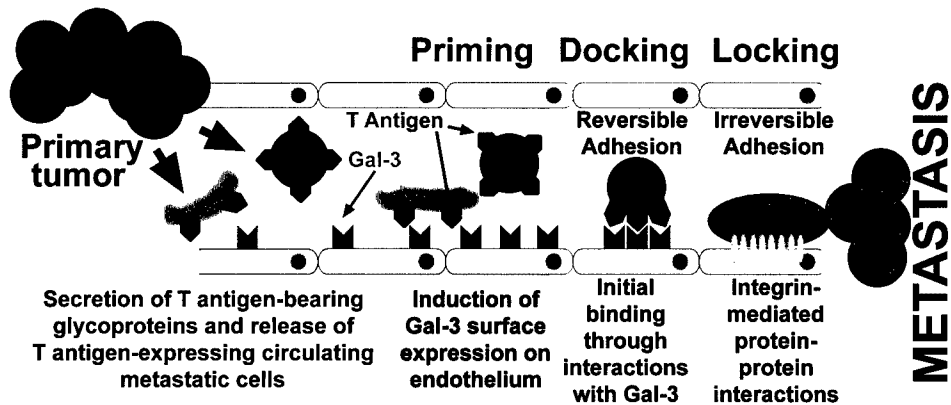 Priming Docking Locking
Primary
tumor
T Antigen
Gal-3
Reversible
Adhesion
Irreversible
Adhesion
Secretion of T antigen-bearing
glycoproteins and release of
T antigen-expressing circulating
metastatic cells
Induction of
Gal-3 surface
expression on
endothelium
Initial
binding
through
interactions
with Gal-3
Integrin-
mediated
protein-
protein
interactions
METASTASIS